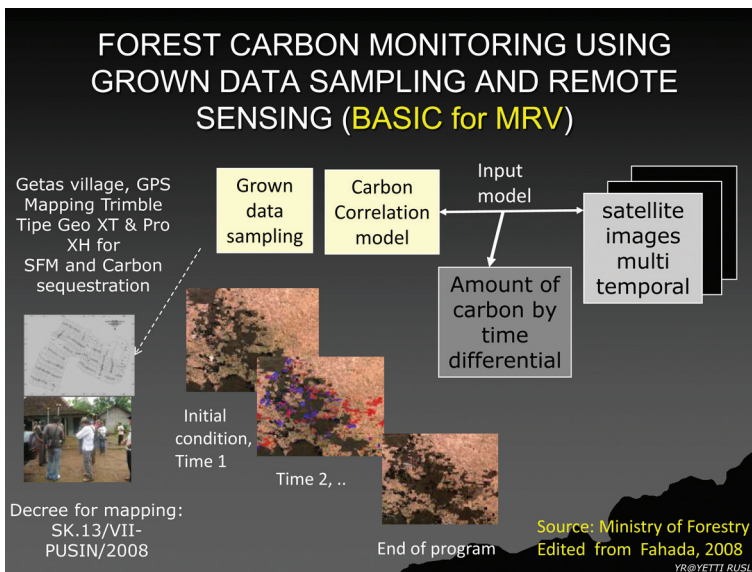 FOREST CARBON MONITORING USING
GROWN DATA SAMPLING AND REMOTE
SENSING (BASIC for MRV)
Getas village, GPS
Mapping Trimble
Tipe Geo XT & Pro
XH for
SFM and Carbon
sequestration
Grown
data
sampling
Carbon
Correlation
model
Input
model
satellite
images
multi
temporal
Amount of
carbon by
time
differential
Initial
condition,
Time 1
Time 2, ..
End of program
Decree for mapping:
SK.13/VII-
PUSIN/2008
Source: Ministry of Forestry
Edited from Fahada, 2008
YR@YETTI RUSLI